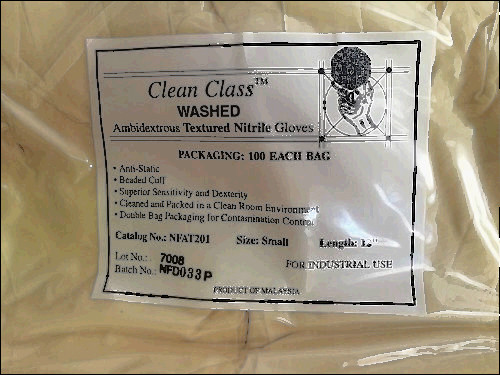 Clean Class™
WASHED
Ambidextrous Textured Nitrile Gloves
PACKAGING: 100 EACH BAG
• Anti-Static
• Beaded Cuff
• Superior Sensitivity and Dexterity
• Cleaned and Packed in a Clean Room Environment
• Double Bag Packaging for Contamination Control
Catalog No.: NFAT201 Size: Small Length: 12"
Lot No.: 7008
Batch No.: NFD033P FOR INDUSTRIAL USE
PRODUCT OF MALAYSIA